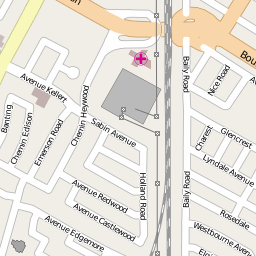 Bou
Baily Road
Nice Road
Avenue Kellert
Chemin Heywood
Banting
Chemin Edison
Emerson Road
Sabin Avenue
Charest
Glencrest
Lyndale Avenue
Avenue Redwood
Holland Road
Baily Road
Rosedale
Avenue Castlewood
Westbourne Avenue
Avenue Edgemore